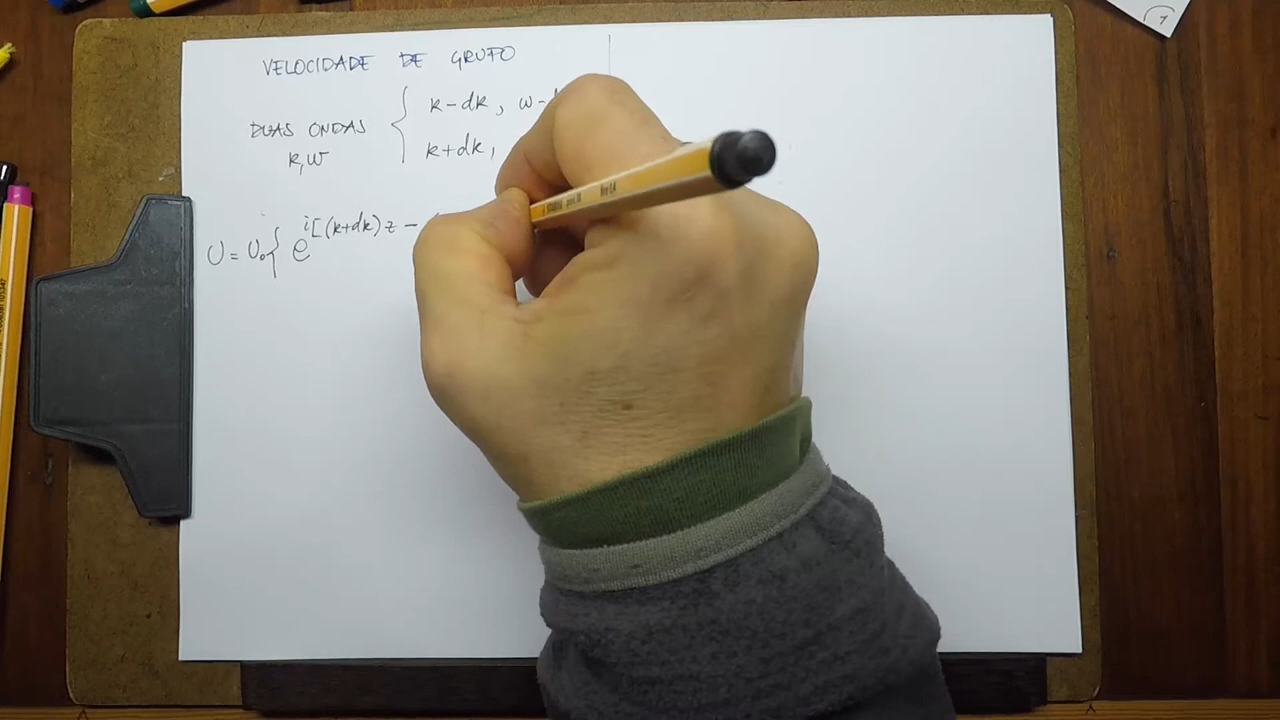 VELOCIDADE DE GRUPO
k-dk, ω-
DUAS ONDAS
k+dk,
k,ω
U = U₀{ e^i[(k+dk)z -